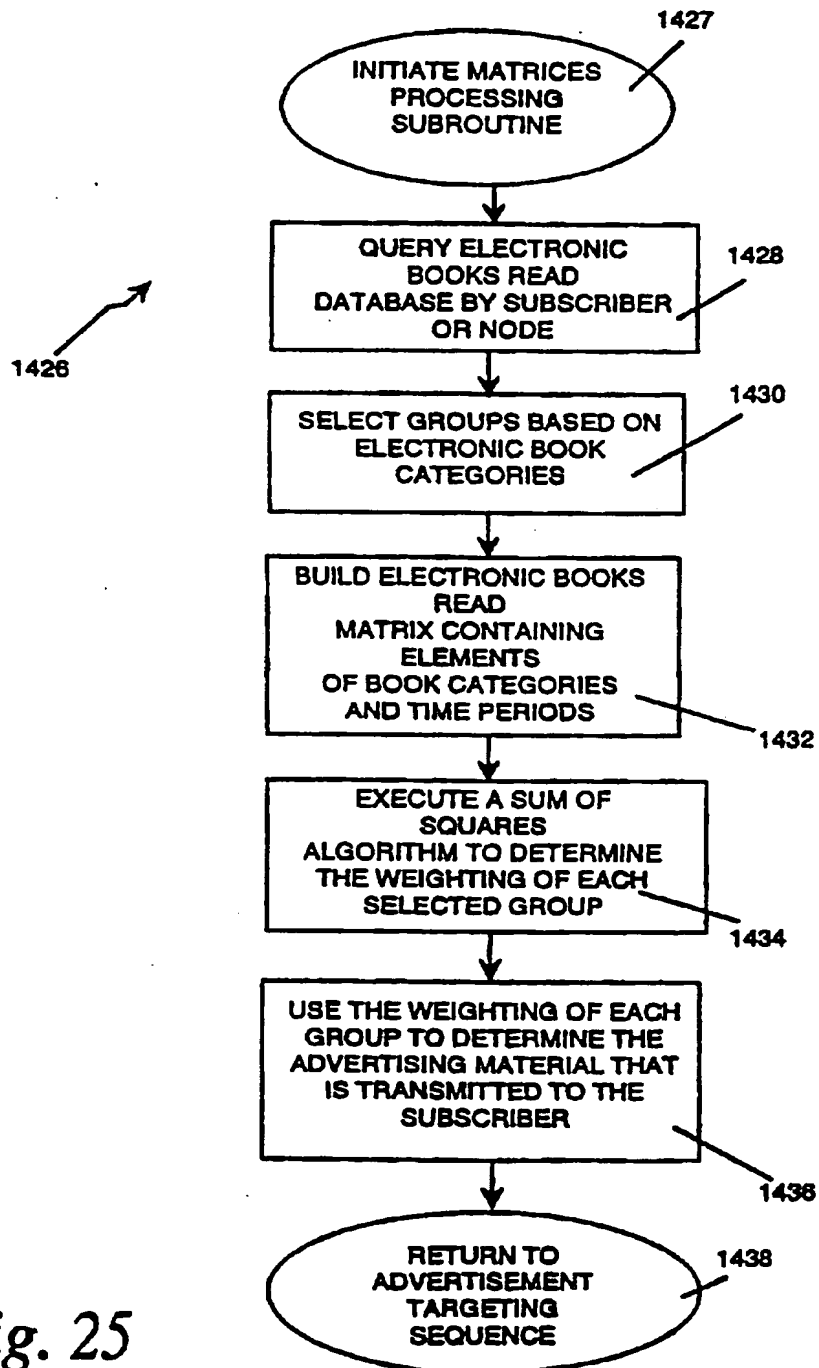 1427
INITIATE MATRICES
PROCESSING
SUBROUTINE
QUERY ELECTRONIC
BOOKS READ
DATABASE BY SUBSCRIBER
OR NODE
1428
1426
1430
SELECT GROUPS BASED ON
ELECTRONIC BOOK
CATEGORIES
BUILD ELECTRONIC BOOKS
READ
MATRIX CONTAINING
ELEMENTS
OF BOOK CATEGORIES
AND TIME PERIODS
1432
EXECUTE A SUM OF
SQUARES
ALGORITHM TO DETERMINE
THE WEIGHTING OF EACH
SELECTED GROUP
1434
USE THE WEIGHTING OF EACH
GROUP TO DETERMINE THE
ADVERTISING MATERIAL THAT
IS TRANSMITTED TO THE
SUBSCRIBER
1436
RETURN TO
ADVERTISEMENT
TARGETING
SEQUENCE
1438
g. 25